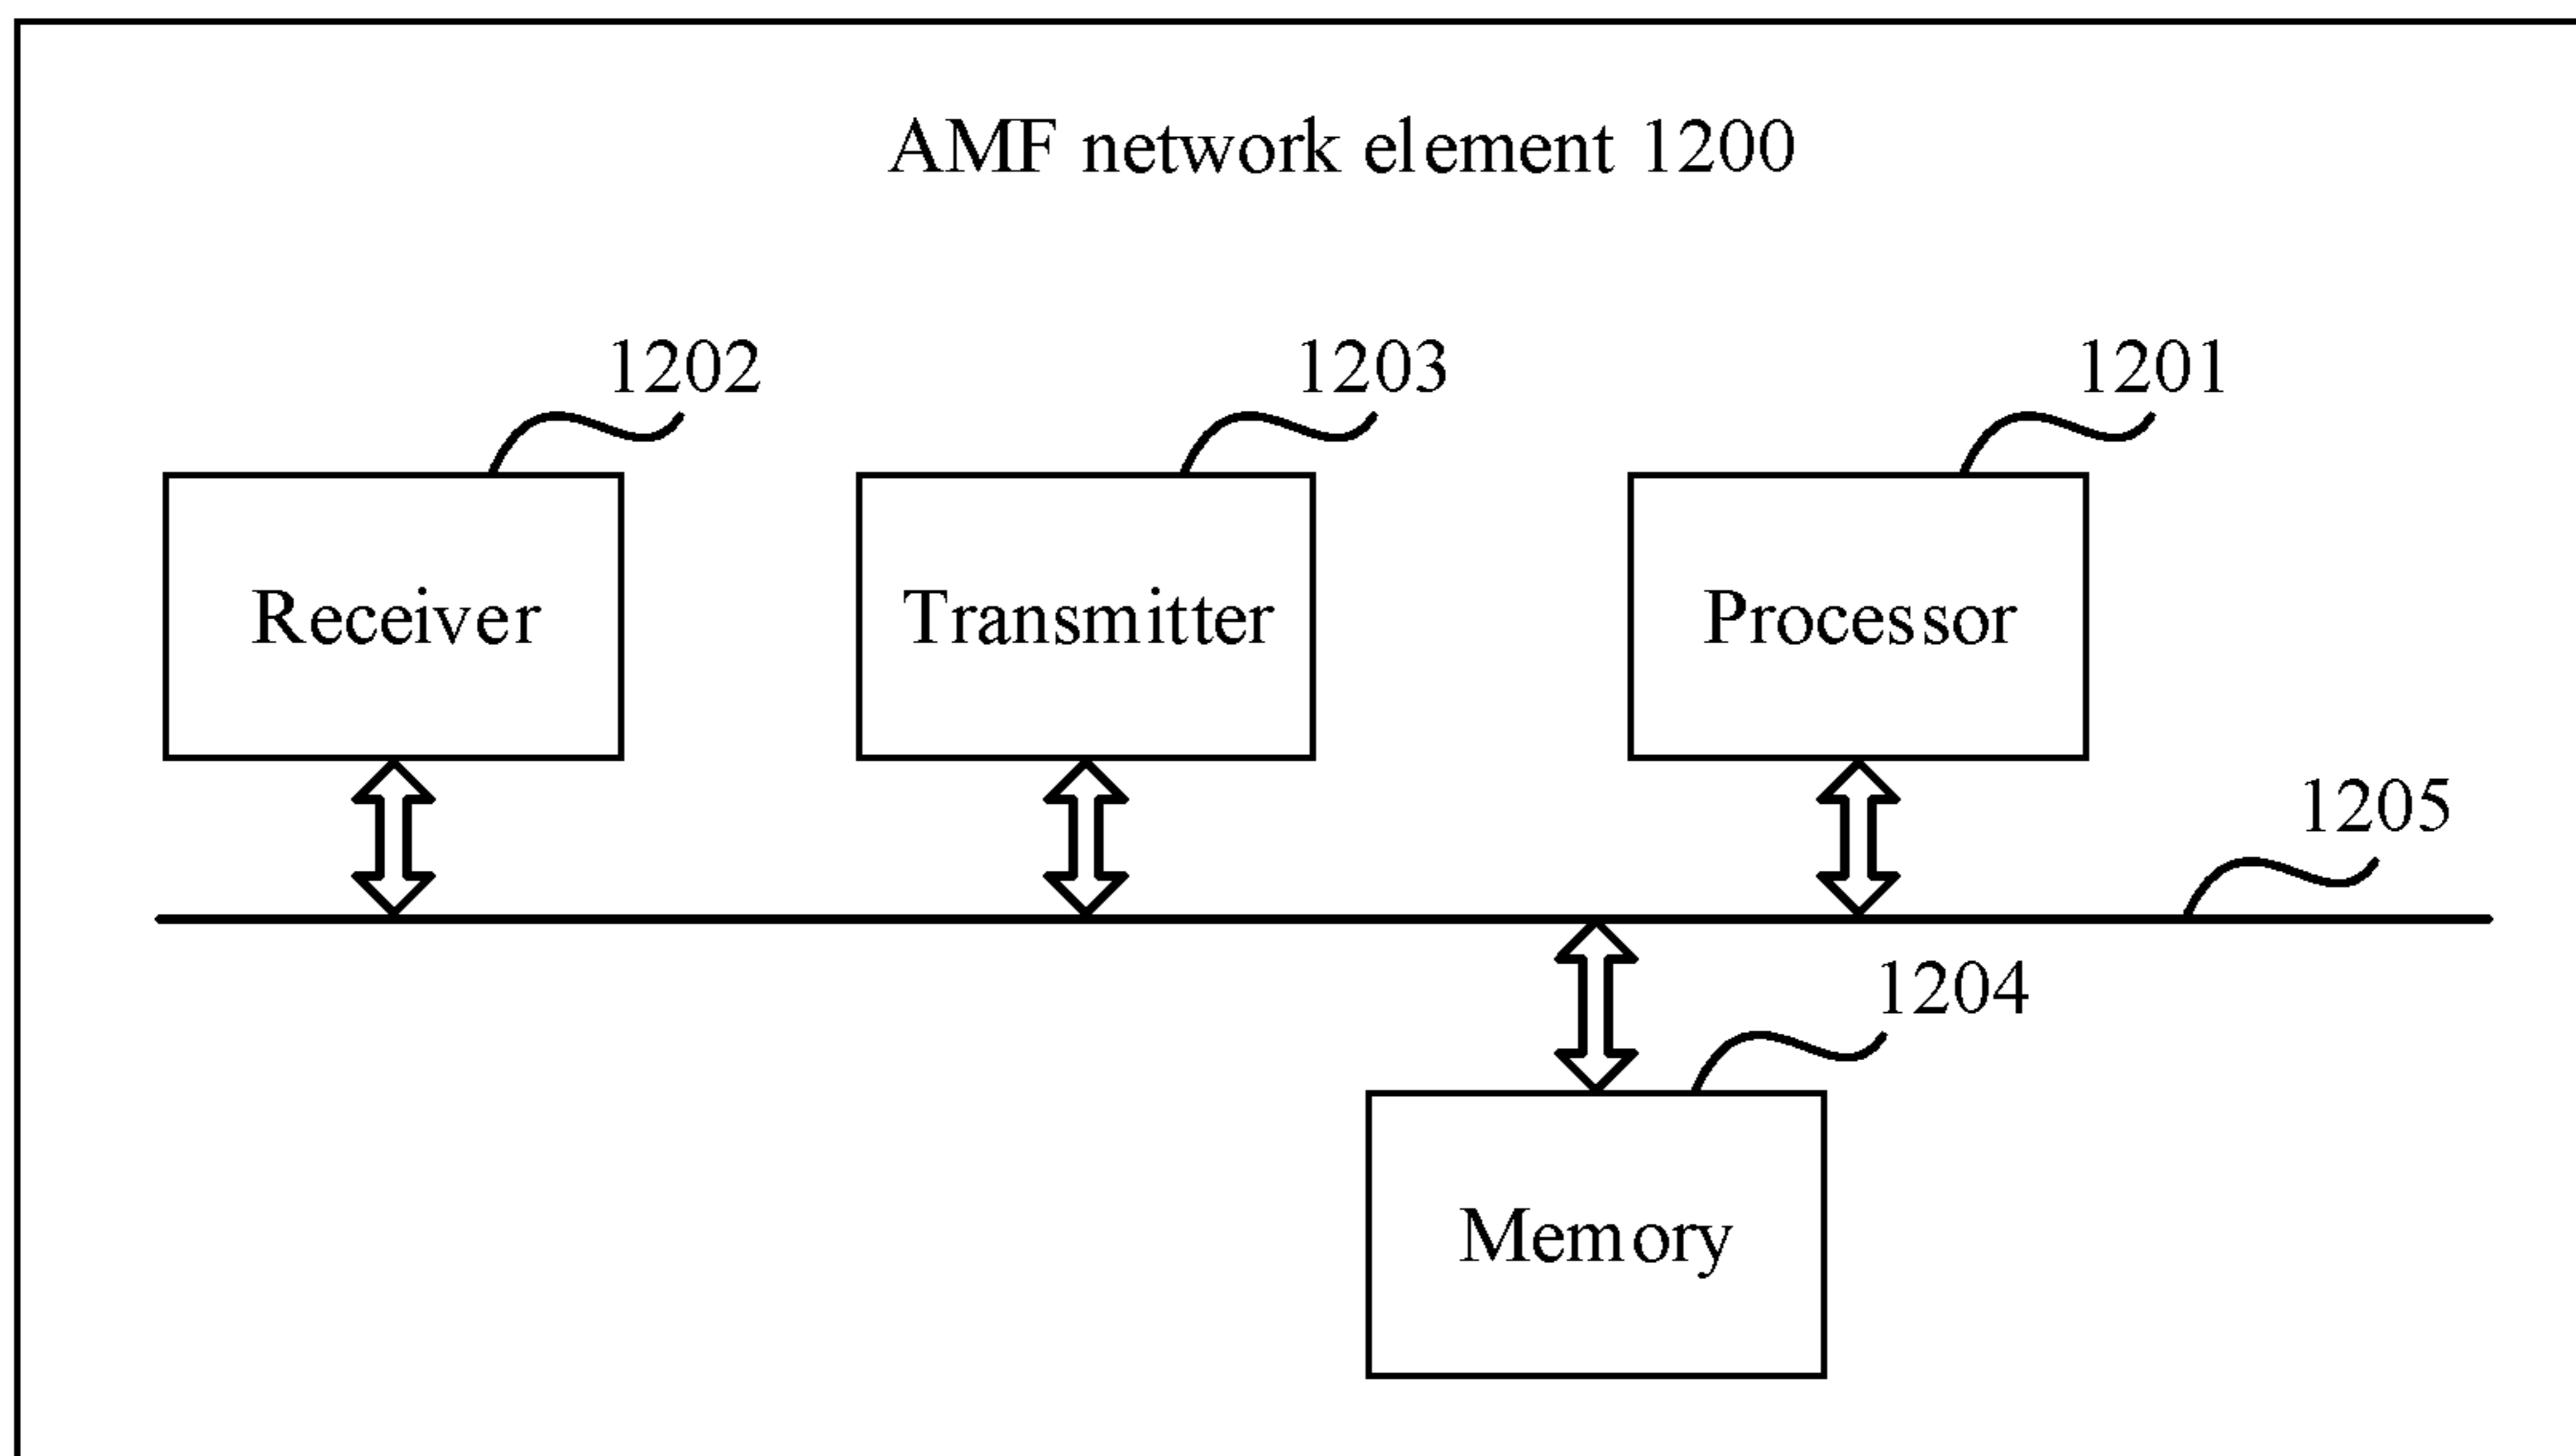 AMF network element 1200
1202
1203
1201
Receiver
Transmitter
Processor
1205
1204
Memory